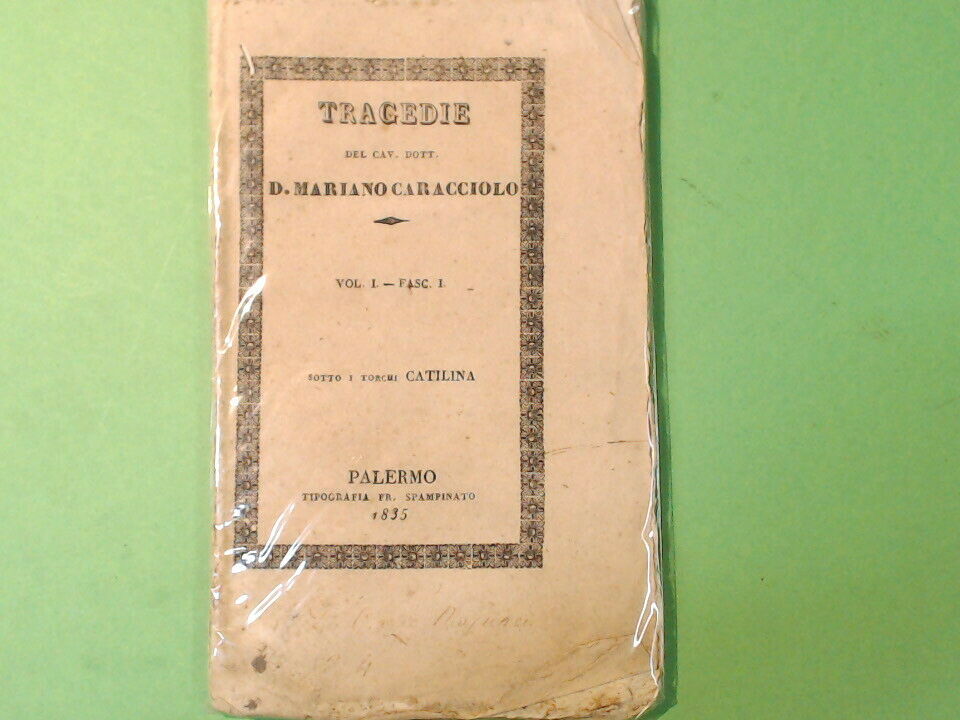 TRAGEDIE
DEL CAV. DOTT.
D. MARIANO CARACCIOLO
VOL. I. — FASC. I.
SOTTO I TORCHI CATILINA
PALERMO
TIPOGRAFIA FR. SPAMPINATO
1835